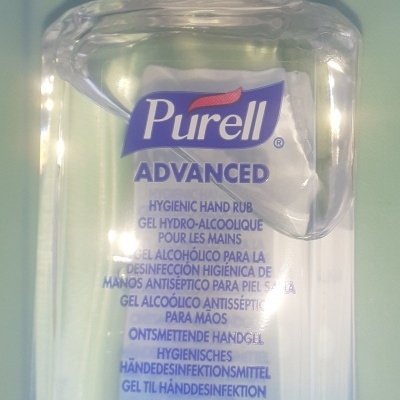 Purell®
ADVANCED
HYGIENIC HAND RUB
GEL HYDRO-ALCOOLIQUE
POUR LES MAINS
GEL ALCOHÓLICO PARA LA
DESINFECCIÓN HIGIÉNICA DE
MANOS ANTISÉPTICO PARA PIEL SANA
GEL ALCOÓLICO ANTISSÉPTICO
PARA MÃOS
ONTSMETTENDE HANDGEL
HYGIENISCHES
HÄNDEDESINFEKTIONSMITTEL
GEL TIL HÅNDDESINFEKTION